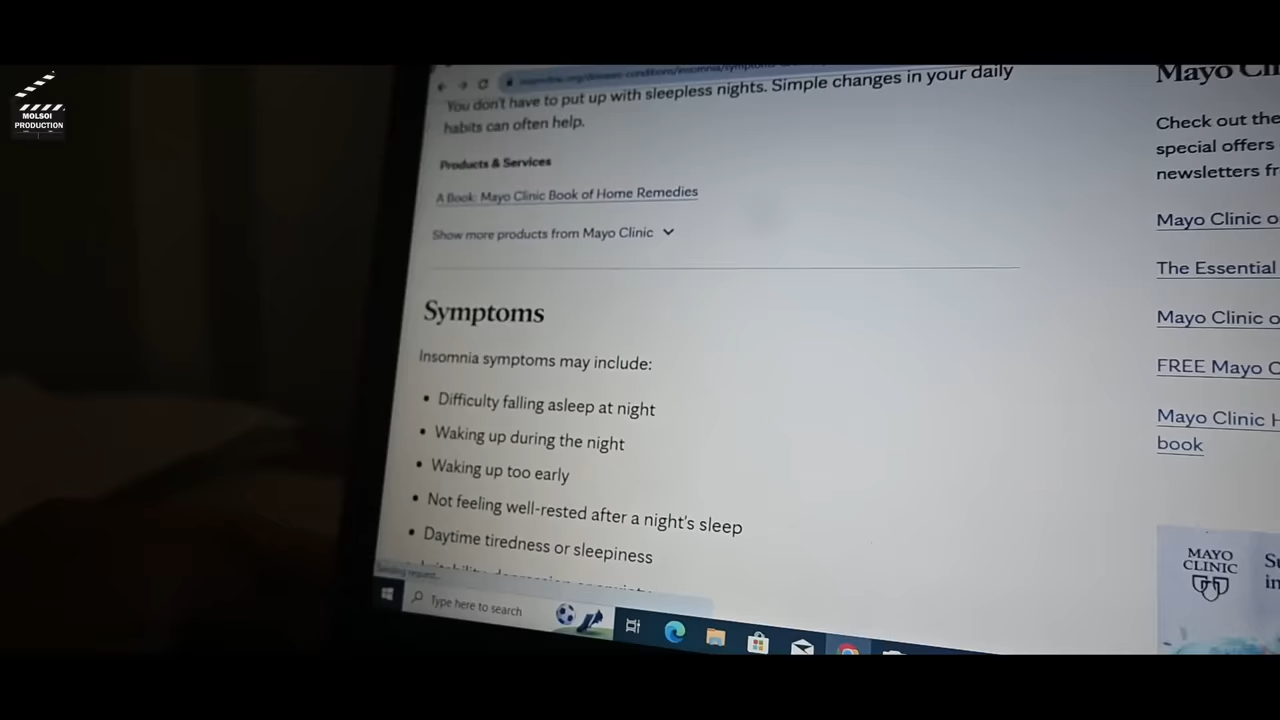 MOLSOI
PRODUCTION
You don't have to put up with sleepless nights. Simple changes in your daily
habits can often help.
Products & Services
A Book: Mayo Clinic Book of Home Remedies
Show more products from Mayo Clinic
Symptoms
Insomnia symptoms may include:
Difficulty falling asleep at night
Waking up during the night
Waking up too early
Not feeling well-rested after a night's sleep
Daytime tiredness or sleepiness
Sending request...
Type here to search
Mayo
Check out the
special offers
newsletters
Mayo Clinic
The Essential
Mayo Clinic
FREE Mayo
Mayo Clinic
book
MAYO
CLINIC